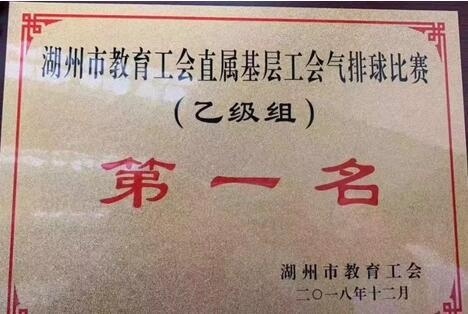 湖州市教育工会直属基层工会气排球比赛
（乙级组）
第一名
湖州市教育工会
二〇一八年十二月